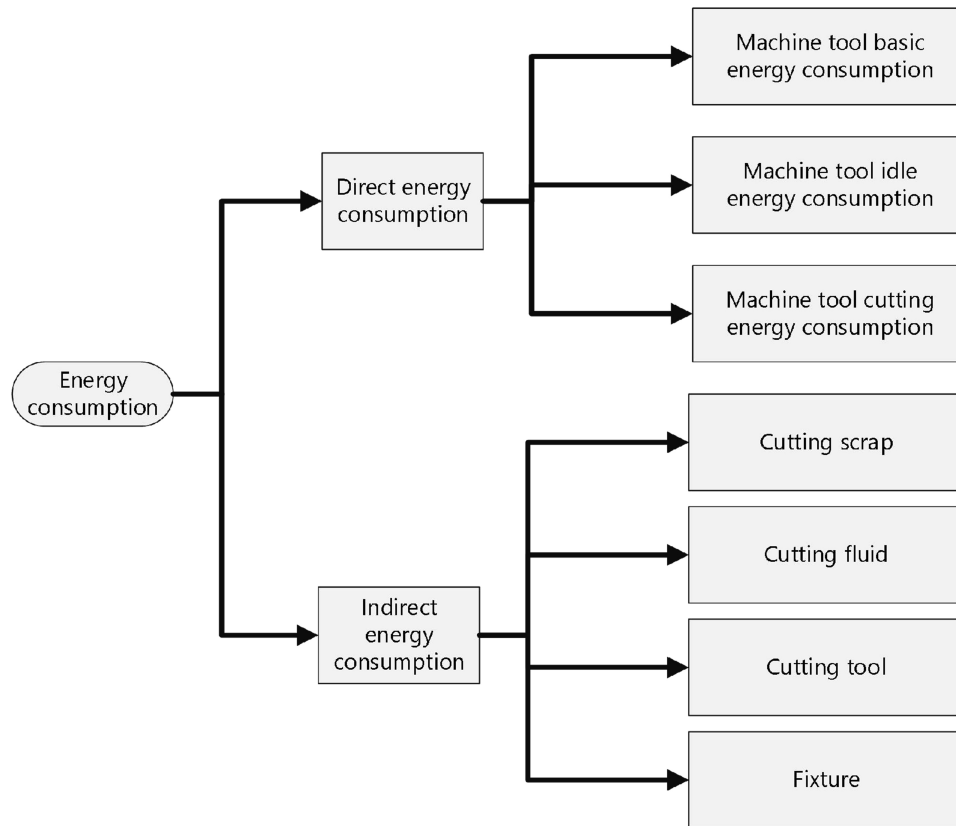 Machine tool basic
energy consumption
Direct energy
consumption
Machine tool idle
energy consumption
Machine tool cutting
energy consumption
Energy
consumption
Cutting scrap
Cutting fluid
Indirect
energy
consumption
Cutting tool
Fixture